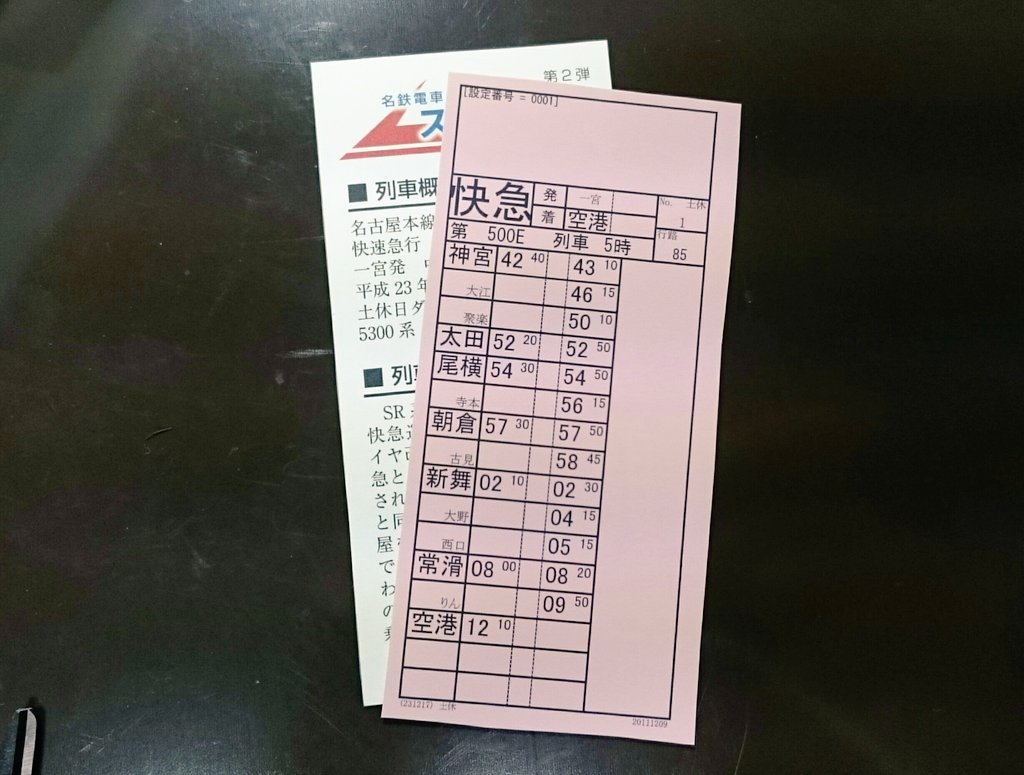 第2弾
名鉄電車
ス
■ 列車概
名古屋本線
快速急行
一宮発
平成 23 年
土休日ダ
5300 系
■ 列
SR
快急運
イヤ
急と
され
と同
屋
で
わ
の
[設定番号 = 0001]
快急 発 一宮 No. 土休
着 空港 1
第 500E 列車 5時 行路 85
神宮 42 40 43 10
大江 46 15
聚楽 50 10
太田 52 20 52 50
尾横 54 30 54 50
寺本 56 15
朝倉 57 30 57 50
古見 58 45
新舞 02 10 02 30
大野 04 15
西口 05 15
常滑 08 00 08 20
りん 09 50
空港 12 10
(231217) 土休
20111209